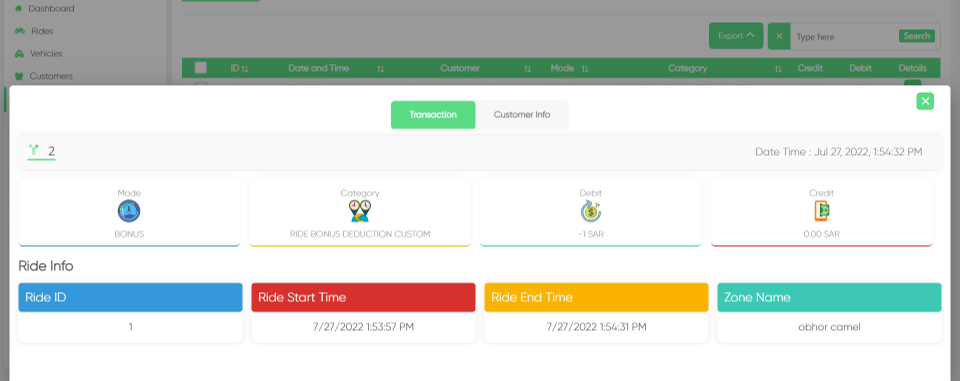 Dashboard
Rides
Export
Type here
Search
Vehicles
ID Date and Time Customer Mode Category Credit Debit Details
Customers
Transaction Customer Info
2 Date Time : Jul 27, 2022, 1:54:32 PM
Mode Category Debit Credit
BONUS RIDE BONUS DEDUCTION CUSTOM -1 SAR 0.00 SAR
Ride Info
Ride ID Ride Start Time Ride End Time Zone Name
1 7/27/2022 1:53:57 PM 7/27/2022 1:54:31 PM obhor camel